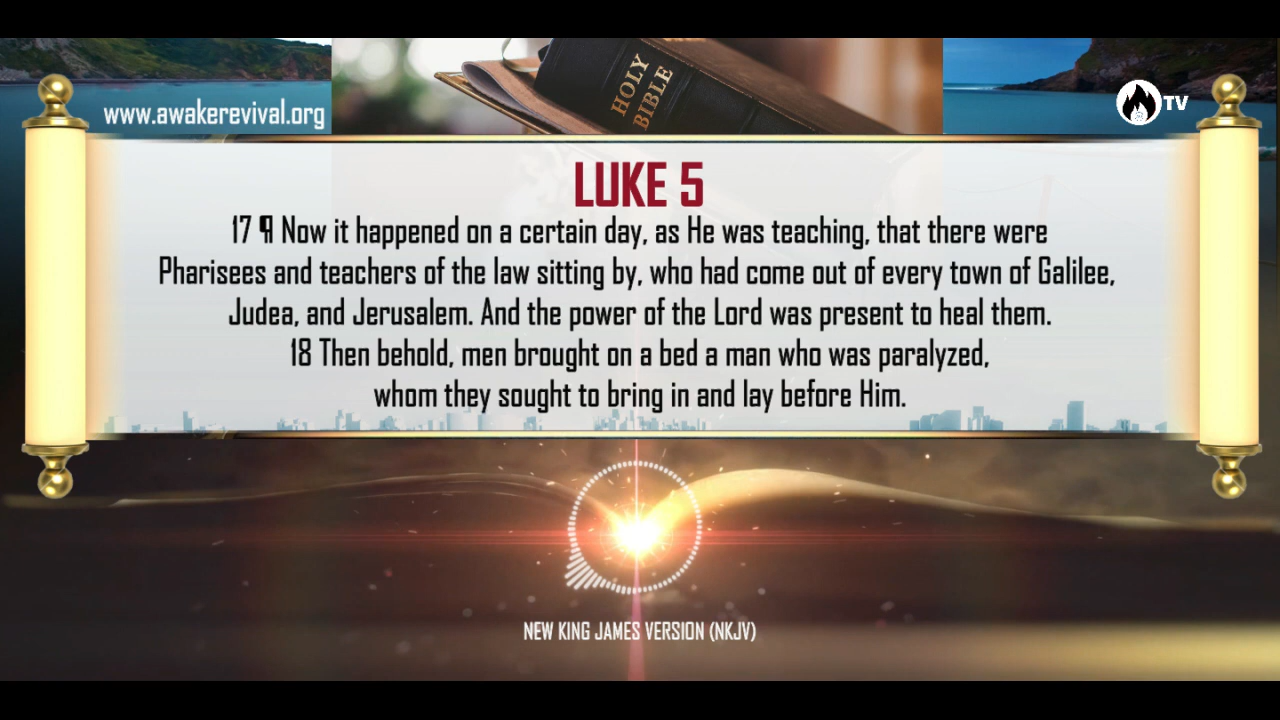 HOLY
BIBLE
www.awakerevival.org
TV
LUKE 5
17 ¶ Now it happened on a certain day, as He was teaching, that there were
Pharisees and teachers of the law sitting by, who had come out of every town of Galilee,
Judea, and Jerusalem. And the power of the Lord was present to heal them.
18 Then behold, men brought on a bed a man who was paralyzed,
whom they sought to bring in and lay before Him.
NEW KING JAMES VERSION (NKJV)